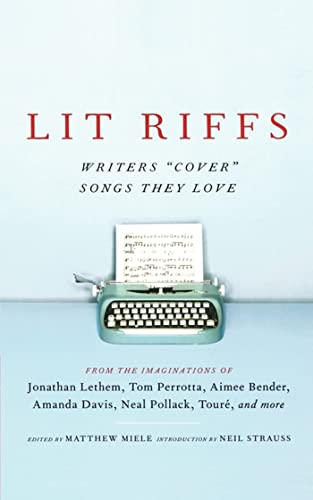 LIT RIFFS
WRITERS “COVER”
SONGS THEY LOVE
FROM THE IMAGINATIONS OF
Jonathan Lethem, Tom Perrotta, Aimee Bender,
Amanda Davis, Neal Pollack, Touré, and more
EDITED BY MATTHEW MIELE INTRODUCTION BY NEIL STRAUSS